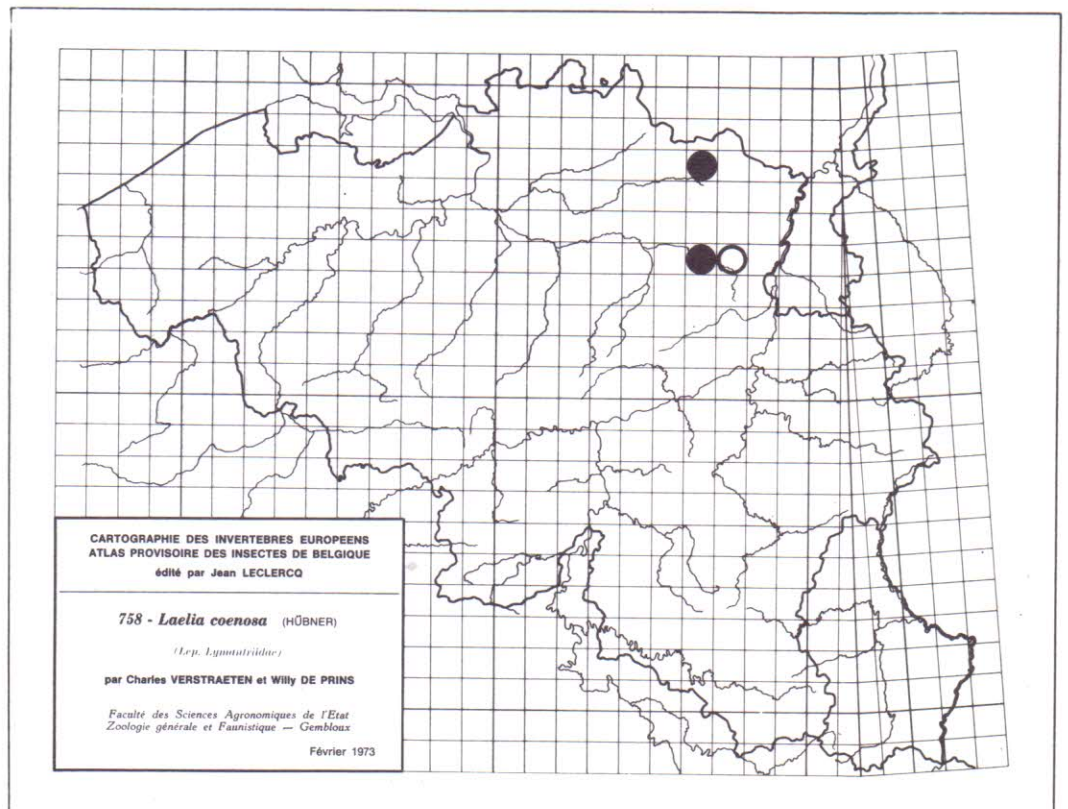 CARTOGRAPHIE DES INVERTEBRES EUROPEENS
ATLAS PROVISOIRE DES INSECTES DE BELGIQUE
édité par Jean LECLERCQ
758 - Laelia coenosa (HÜBNER)
(Lep. Lymantriidae)
par Charles VERSTRAETEN et Willy DE PRINS
Faculté des Sciences Agronomiques de l'Etat
Zoologie générale et Faunistique — Gembloux
Février 1973